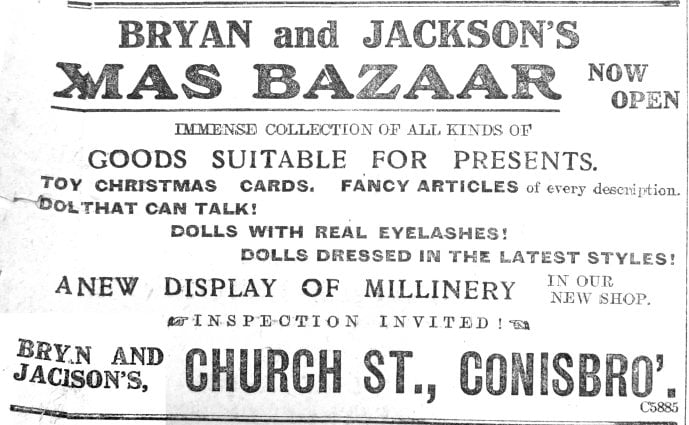 BRYAN and JACKSON'S
XMAS BAZAAR NOW OPEN
IMMENSE COLLECTION OF ALL KINDS OF
GOODS SUITABLE FOR PRESENTS.
TOY CHRISTMAS CARDS. FANCY ARTICLES of every description.
DOLTHAT CAN TALK!
DOLLS WITH REAL EYELASHES!
DOLLS DRESSED IN THE LATEST STYLES!
A NEW DISPLAY OF MILLINERY IN OUR NEW SHOP.
☞INSPECTION INVITED!☜
BRY.N AND
JACISON'S, CHURCH ST., CONISBRO'.
C5885